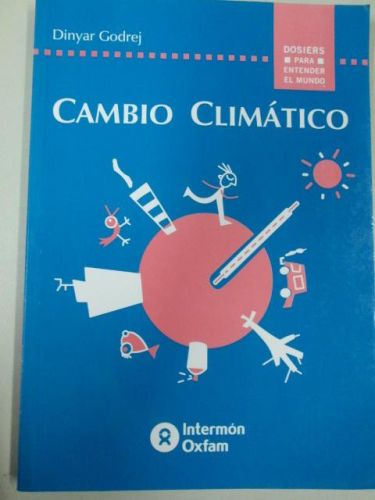 Dinyar Godrej
DOSIERS
PARA
ENTENDER
EL MUNDO
CAMBIO CLIMÁTICO
Intermón
Oxfam